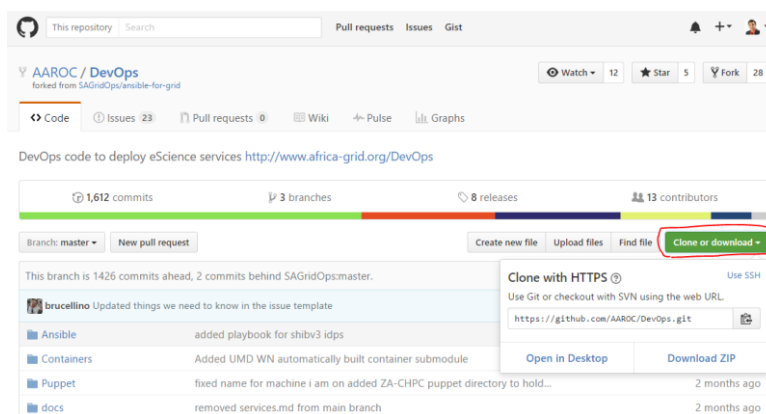 This repository Search Pull requests Issues Gist
AAROC / DevOps Watch 12 Star 5 Fork 28
forked from SAGridOps/ansible-for-grid
Code Issues 23 Pull requests 0 Wiki Pulse Graphs
DevOps code to deploy eScience services http://www.africa-grid.org/DevOps
1,612 commits 3 branches 8 releases 13 contributors
Branch: master New pull request Create new file Upload files Find file Clone or download
This branch is 1426 commits ahead, 2 commits behind SAGridOps:master.
Clone with HTTPS Use SSH
Use Git or checkout with SVN using the web URL.
https://github.com/AAROC/DevOps.git
Open in Desktop Download ZIP
brucellino Updated things we need to know in the issue template
Ansible added playbook for shibv3 idps
Containers Added UMD WN automatically built container submodule
Puppet fixed name for machine i am on added ZA-CHPC puppet directory to hold... 2 months ago
docs removed services.md from main branch 2 months ago